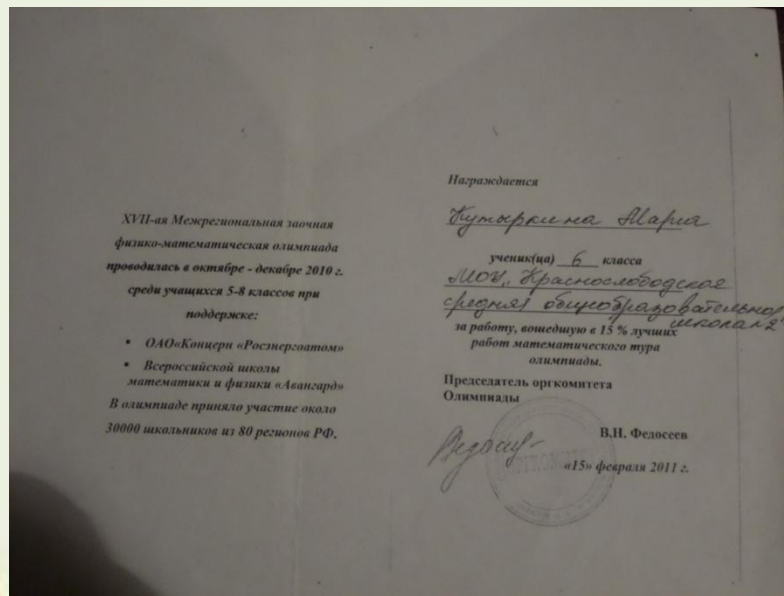 XVII-ая Межрегиональная заочная
физико-математическая олимпиада
проводилась в октябре - декабре 2010 г.
среди учащихся 5-8 классов при
поддержке:
• ОАО«Концерн «Росэнергоатом»
• Всероссийской школы
математики и физики «Авангард»
В олимпиаде приняло участие около
30000 школьников из 80 регионов РФ.
Награждается
Кутыркина Мария
ученик(ца) 6 класса
МОУ „Краснослободская
средняя общеобразовательная
школа №2"
за работу, вошедшую в 15 % лучших
работ математического тура
олимпиады.
Председатель оргкомитета
Олимпиады
В.Н. Федосеев
«15» февраля 2011 г.